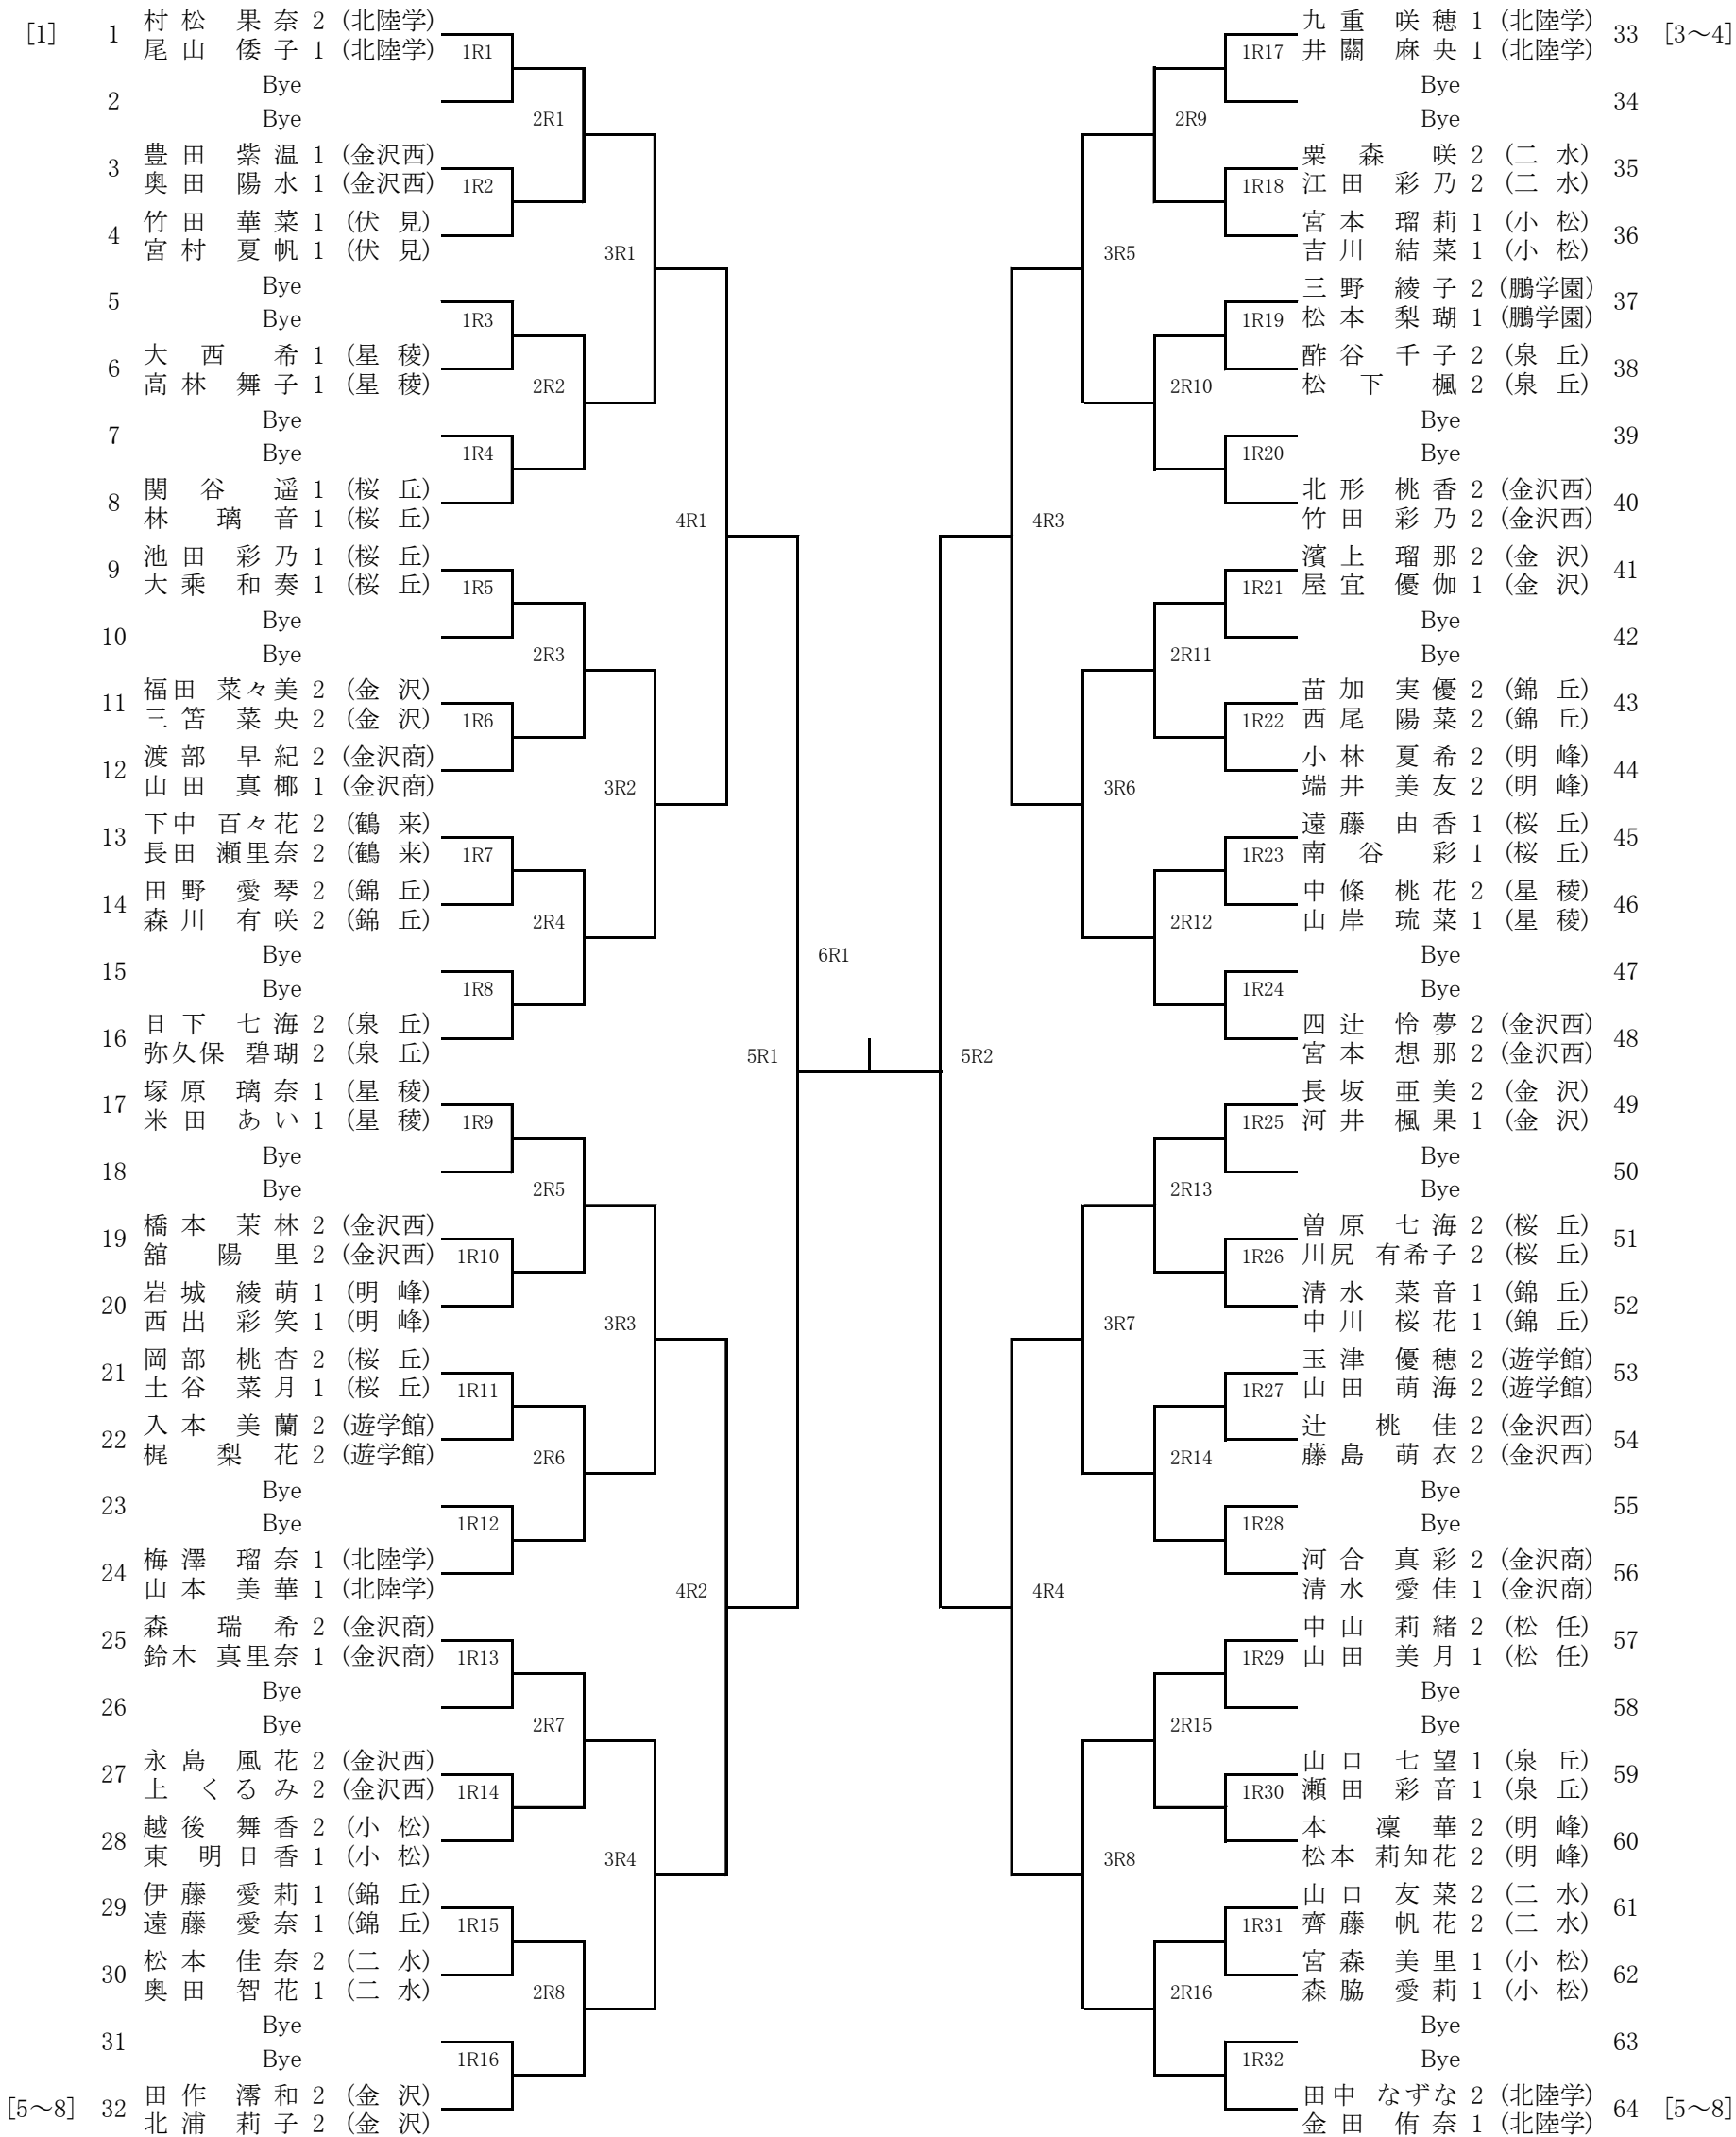 [1] 1 村松 果奈 2 (北陸学)
尾山 倭子 1 (北陸学)
1R1
2 Bye
Bye
2R1
3 豊田 紫温 1 (金沢西)
奥田 陽水 1 (金沢西)
1R2
4 竹田 華菜 1 (伏見)
宮村 夏帆 1 (伏見)
3R1
5 Bye
Bye
1R3
6 大西 希 1 (星稜)
高林 舞子 1 (星稜)
2R2
7 Bye
Bye
1R4
8 関谷 遥 1 (桜丘)
林 璃音 1 (桜丘)
4R1
9 池田 彩乃 1 (桜丘)
大乘 和奏 1 (桜丘)
1R5
10 Bye
Bye
2R3
11 福田 菜々美 2 (金沢)
三笘 菜央 2 (金沢)
1R6
12 渡部 早紀 2 (金沢商)
山田 真椰 1 (金沢商)
3R2
13 下中 百々花 2 (鶴来)
長田 瀬里奈 2 (鶴来)
1R7
14 田野 愛琴 2 (錦丘)
森川 有咲 2 (錦丘)
2R4
15 Bye
Bye
1R8
16 日下 七海 2 (泉丘)
弥久保 碧瑚 2 (泉丘)
5R1
6R1
17 塚原 璃奈 1 (星稜)
米田 あい 1 (星稜)
1R9
18 Bye
Bye
2R5
19 橋本 茉林 2 (金沢西)
舘 陽里 2 (金沢西)
1R10
20 岩城 綾萌 1 (明峰)
西出 彩笑 1 (明峰)
3R3
21 岡部 桃杏 2 (桜丘)
土谷 菜月 1 (桜丘)
1R11
22 入本 美蘭 2 (遊学館)
梶 梨花 2 (遊学館)
2R6
23 Bye
Bye
1R12
24 梅澤 瑠奈 1 (北陸学)
山本 美華 1 (北陸学)
4R2
25 森 瑞希 2 (金沢商)
鈴木 真里奈 1 (金沢商)
1R13
26 Bye
Bye
2R7
27 永島 風花 2 (金沢西)
上 くるみ 2 (金沢西)
1R14
28 越後 舞香 2 (小松)
東 明日香 1 (小松)
3R4
29 伊藤 愛莉 1 (錦丘)
遠藤 愛奈 1 (錦丘)
1R15
30 松本 佳奈 2 (二水)
奥田 智花 1 (二水)
2R8
31 Bye
Bye
1R16
[5～8] 32 田作 澪和 2 (金沢)
北浦 莉子 2 (金沢)
九重 咲穂 1 (北陸学) 33 [3～4]
1R17 井關 麻央 1 (北陸学)
Bye 34
Bye
2R9
栗森 咲 2 (二水) 35
1R18 江田 彩乃 2 (二水)
宮本 瑠莉 1 (小松) 36
吉川 結菜 1 (小松)
3R5
三野 綾子 2 (鵬学園) 37
1R19 松本 梨瑚 1 (鵬学園)
酢谷 千子 2 (泉丘) 38
松下 楓 2 (泉丘)
2R10
Bye 39
1R20 Bye
北形 桃香 2 (金沢西) 40
竹田 彩乃 2 (金沢西)
4R3
濱上 瑠那 2 (金沢) 41
1R21 屋宜 優伽 1 (金沢)
Bye 42
Bye
2R11
苗加 実優 2 (錦丘) 43
1R22 西尾 陽菜 2 (錦丘)
小林 夏希 2 (明峰) 44
端井 美友 2 (明峰)
3R6
遠藤 由香 1 (桜丘) 45
1R23 南谷 彩 1 (桜丘)
中條 桃花 2 (星稜) 46
山岸 琉菜 1 (星稜)
2R12
Bye 47
1R24 Bye
四辻 怜夢 2 (金沢西) 48
宮本 想那 2 (金沢西)
5R2
長坂 亜美 2 (金沢) 49
1R25 河井 楓果 1 (金沢)
Bye 50
Bye
2R13
曽原 七海 2 (桜丘) 51
1R26 川尻 有希子 2 (桜丘)
清水 菜音 1 (錦丘) 52
中川 桜花 1 (錦丘)
3R7
玉津 優穂 2 (遊学館) 53
1R27 山田 萌海 2 (遊学館)
辻 桃佳 2 (金沢西) 54
藤島 萌衣 2 (金沢西)
2R14
Bye 55
1R28 Bye
河合 真彩 2 (金沢商) 56
清水 愛佳 1 (金沢商)
4R4
中山 莉緒 2 (松任) 57
1R29 山田 美月 1 (松任)
Bye 58
Bye
2R15
山口 七望 1 (泉丘) 59
1R30 瀬田 彩音 1 (泉丘)
本 凜華 2 (明峰) 60
松本 莉知花 2 (明峰)
3R8
山口 友菜 2 (二水) 61
1R31 齊藤 帆花 2 (二水)
宮森 美里 1 (小松) 62
森脇 愛莉 1 (小松)
2R16
Bye 63
1R32 Bye
田中 なずな 2 (北陸学) 64 [5～8]
金田 侑奈 1 (北陸学)